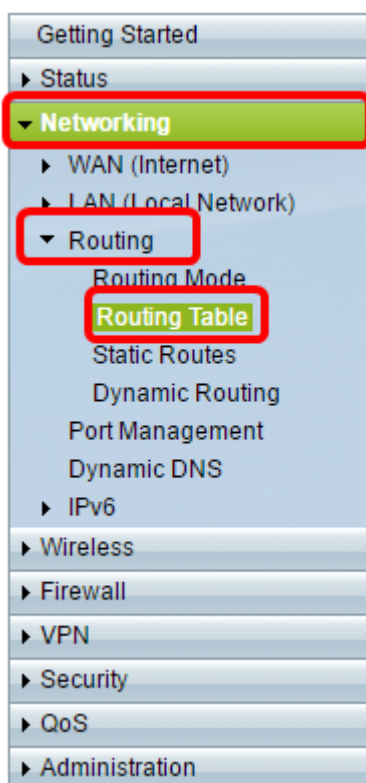 Getting Started
Status
Networking
WAN (Internet)
LAN (Local Network)
Routing
Routing Mode
Routing Table
Static Routes
Dynamic Routing
Port Management
Dynamic DNS
IPv6
Wireless
Firewall
VPN
Security
QoS
Administration